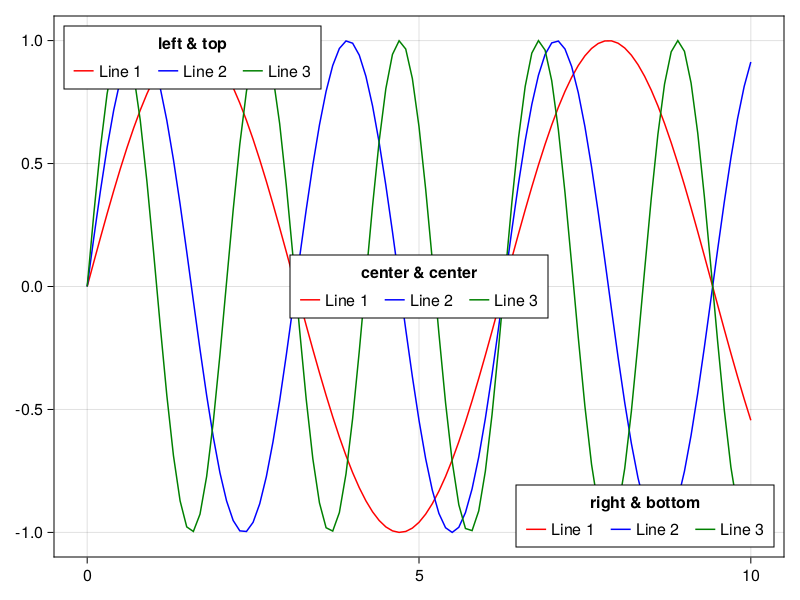 left & top
Line 1 Line 2 Line 3
center & center
Line 1 Line 2 Line 3
right & bottom
Line 1 Line 2 Line 3
1.0
0.5
0.0
-0.5
-1.0
0 5 10